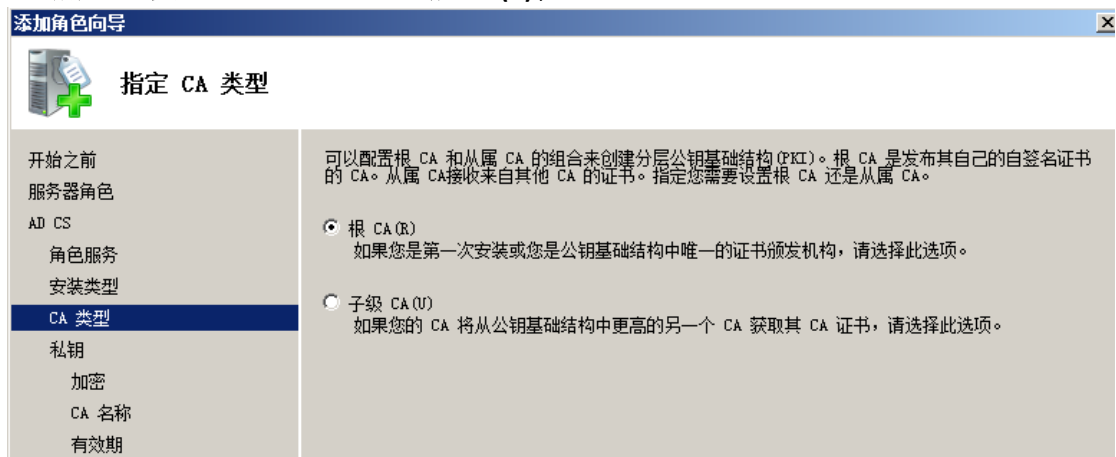 添加角色向导
指定 CA 类型
开始之前
服务器角色
AD CS
角色服务
安装类型
CA 类型
私钥
加密
CA 名称
有效期
可以配置根 CA 和从属 CA 的组合来创建分层公钥基础结构(PKI)。根 CA 是发布其自己的自签名证书
的 CA。从属 CA接收来自其他 CA 的证书。指定您需要设置根 CA 还是从属 CA。
根 CA(R)
如果您是第一次安装或您是公钥基础结构中唯一的证书颁发机构，请选择此选项。
子级 CA(U)
如果您的 CA 将从公钥基础结构中更高的另一个 CA 获取其 CA 证书，请选择此选项。